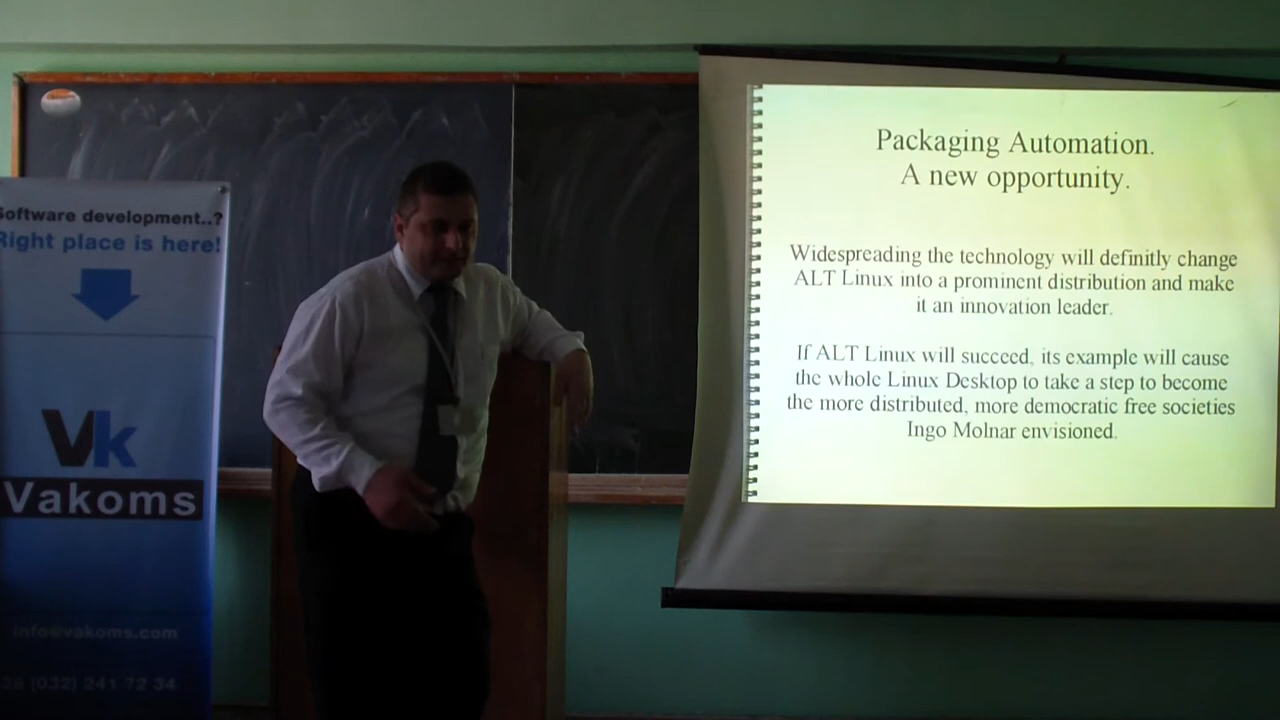 Software development..?
Right place is here!
Vk
Vakoms
info@vakoms.com
(032) 241 72 34
Packaging Automation.
A new opportunity.
Widespreading the technology will definitly change
ALT Linux into a prominent distribution and make
it an innovation leader.
If ALT Linux will succeed, its example will cause
the whole Linux Desktop to take a step to become
the more distributed, more democratic free societies
Ingo Molnar envisioned.